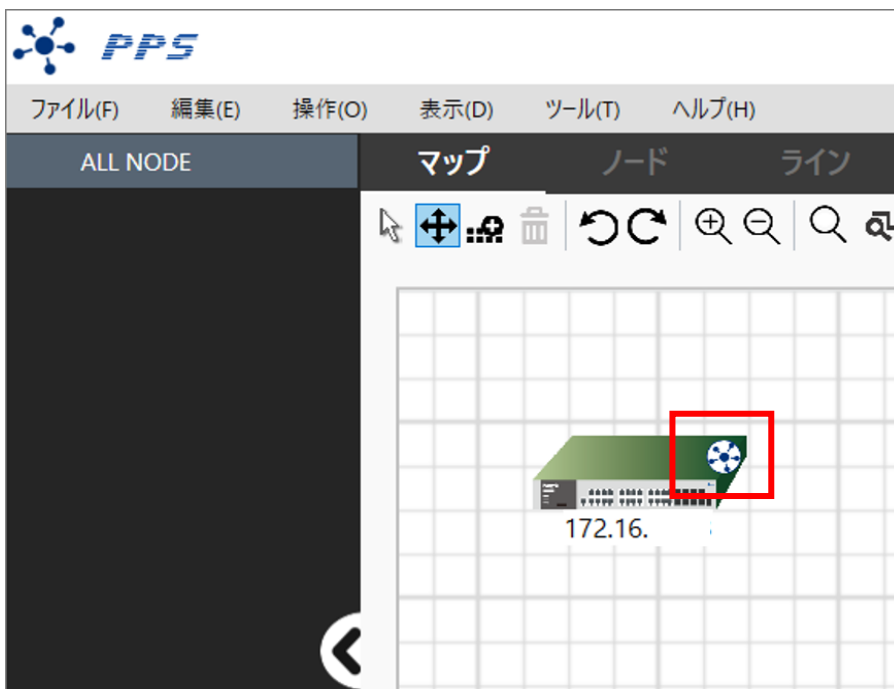 PPS
ファイル(F) 編集(E) 操作(O) 表示(D) ツール(T) ヘルプ(H)
ALL NODE マップ ノード ライン
172.16.